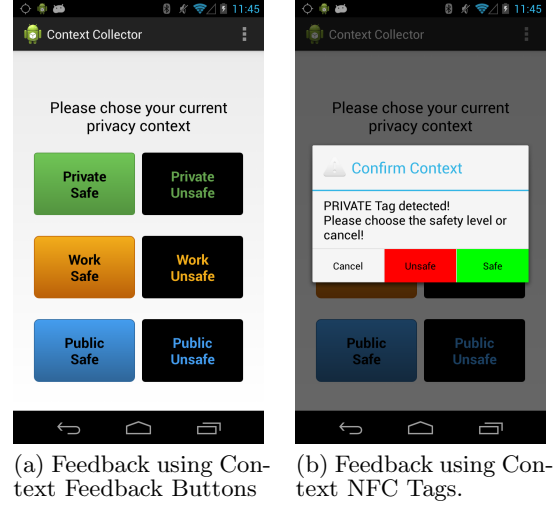 11:45
Context Collector
Please chose your current
privacy context
Private
Safe
Private
Unsafe
Work
Safe
Work
Unsafe
Public
Safe
Public
Unsafe
(a) Feedback using Con-
text Feedback Buttons
11:45
Context Collector
Please chose your current
privacy context
Confirm Context
PRIVATE Tag detected!
Please choose the safety level or
cancel!
Cancel
Unsafe
Safe
Public
Safe
Public
Unsafe
(b) Feedback using Con-
text NFC Tags.